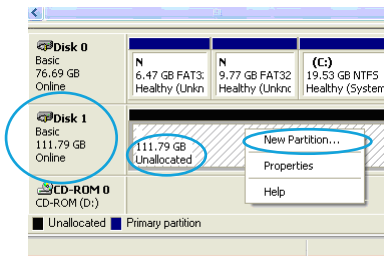 Disk 0
Basic
76.69 GB
Online
N
6.47 GB FAT3:
Healthy (Unkn
N
9.77 GB FAT32
Healthy (Unknc
(C:)
19.53 GB NTFS
Healthy (System
Disk 1
Basic
111.79 GB
Online
111.79 GB
Unallocated
New Partition...
Properties
Help
CD-ROM 0
CD-ROM (D:)
Unallocated
Primary partition